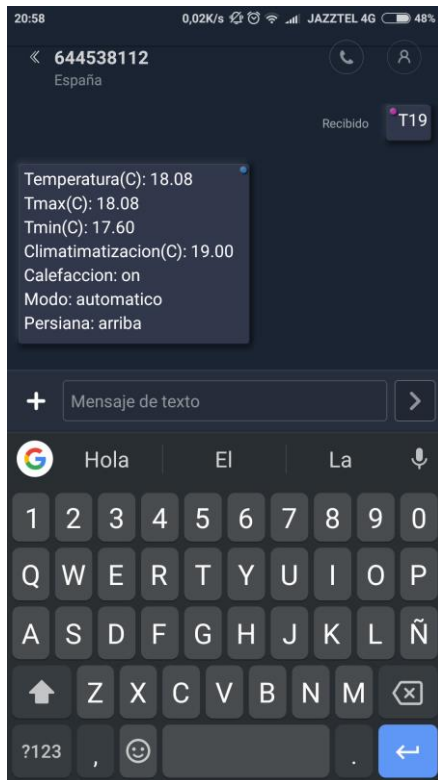 20:58 0,02K/s JAZZTEL 4G 48%
644538112
España
Recibido T19
Temperatura(C): 18.08
Tmax(C): 18.08
Tmin(C): 17.60
Climatimatizacion(C): 19.00
Calefaccion: on
Modo: automatico
Persiana: arriba
Mensaje de texto
G Hola El La
1 2 3 4 5 6 7 8 9 0
Q W E R T Y U I O P
A S D F G H J K L Ñ
Z X C V B N M
?123 , .